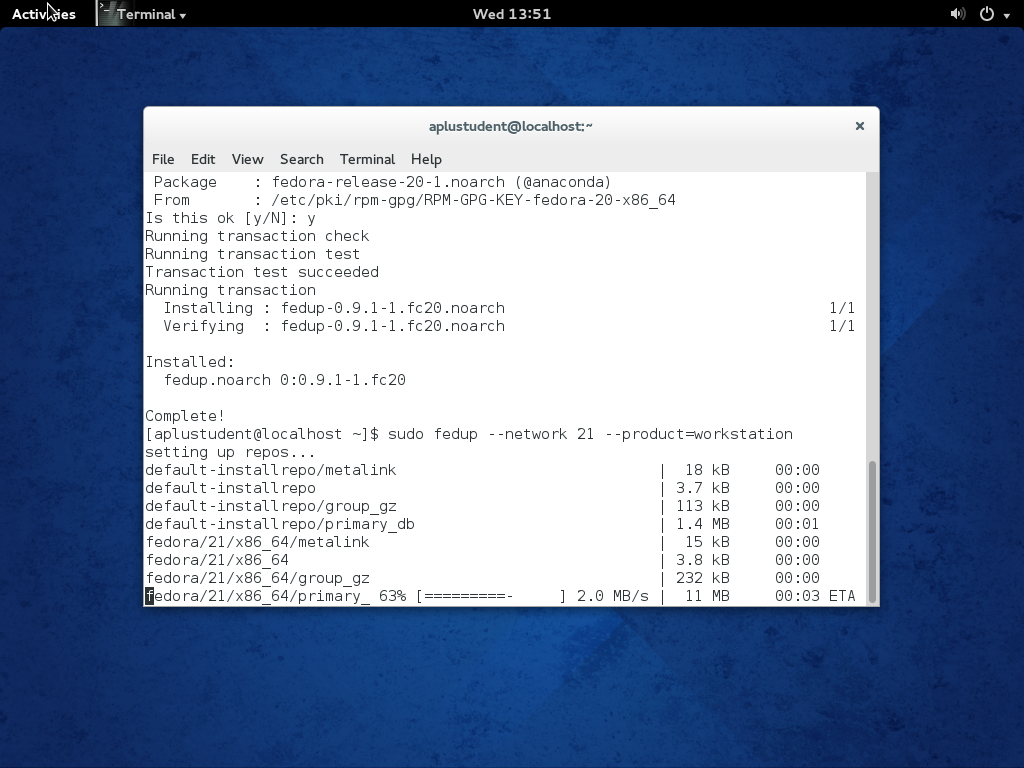 Activities Terminal Wed 13:51
aplustudent@localhost:~
File Edit View Search Terminal Help
Package : fedora-release-20-1.noarch (@anaconda)
From : /etc/pki/rpm-gpg/RPM-GPG-KEY-fedora-20-x86_64
Is this ok [y/N]: y
Running transaction check
Running transaction test
Transaction test succeeded
Running transaction
Installing : fedup-0.9.1-1.fc20.noarch 1/1
Verifying : fedup-0.9.1-1.fc20.noarch 1/1
Installed:
fedup.noarch 0:0.9.1-1.fc20
Complete!
[aplustudent@localhost ~]$ sudo fedup --network 21 --product=workstation
setting up repos...
default-installrepo/metalink | 18 kB 00:00
default-installrepo | 3.7 kB 00:00
default-installrepo/group_gz | 113 kB 00:00
default-installrepo/primary_db | 1.4 MB 00:01
fedora/21/x86_64/metalink | 15 kB 00:00
fedora/21/x86_64 | 3.8 kB 00:00
fedora/21/x86_64/group_gz | 232 kB 00:00
fedora/21/x86_64/primary_ 63% [=========- ] 2.0 MB/s | 11 MB 00:03 ETA